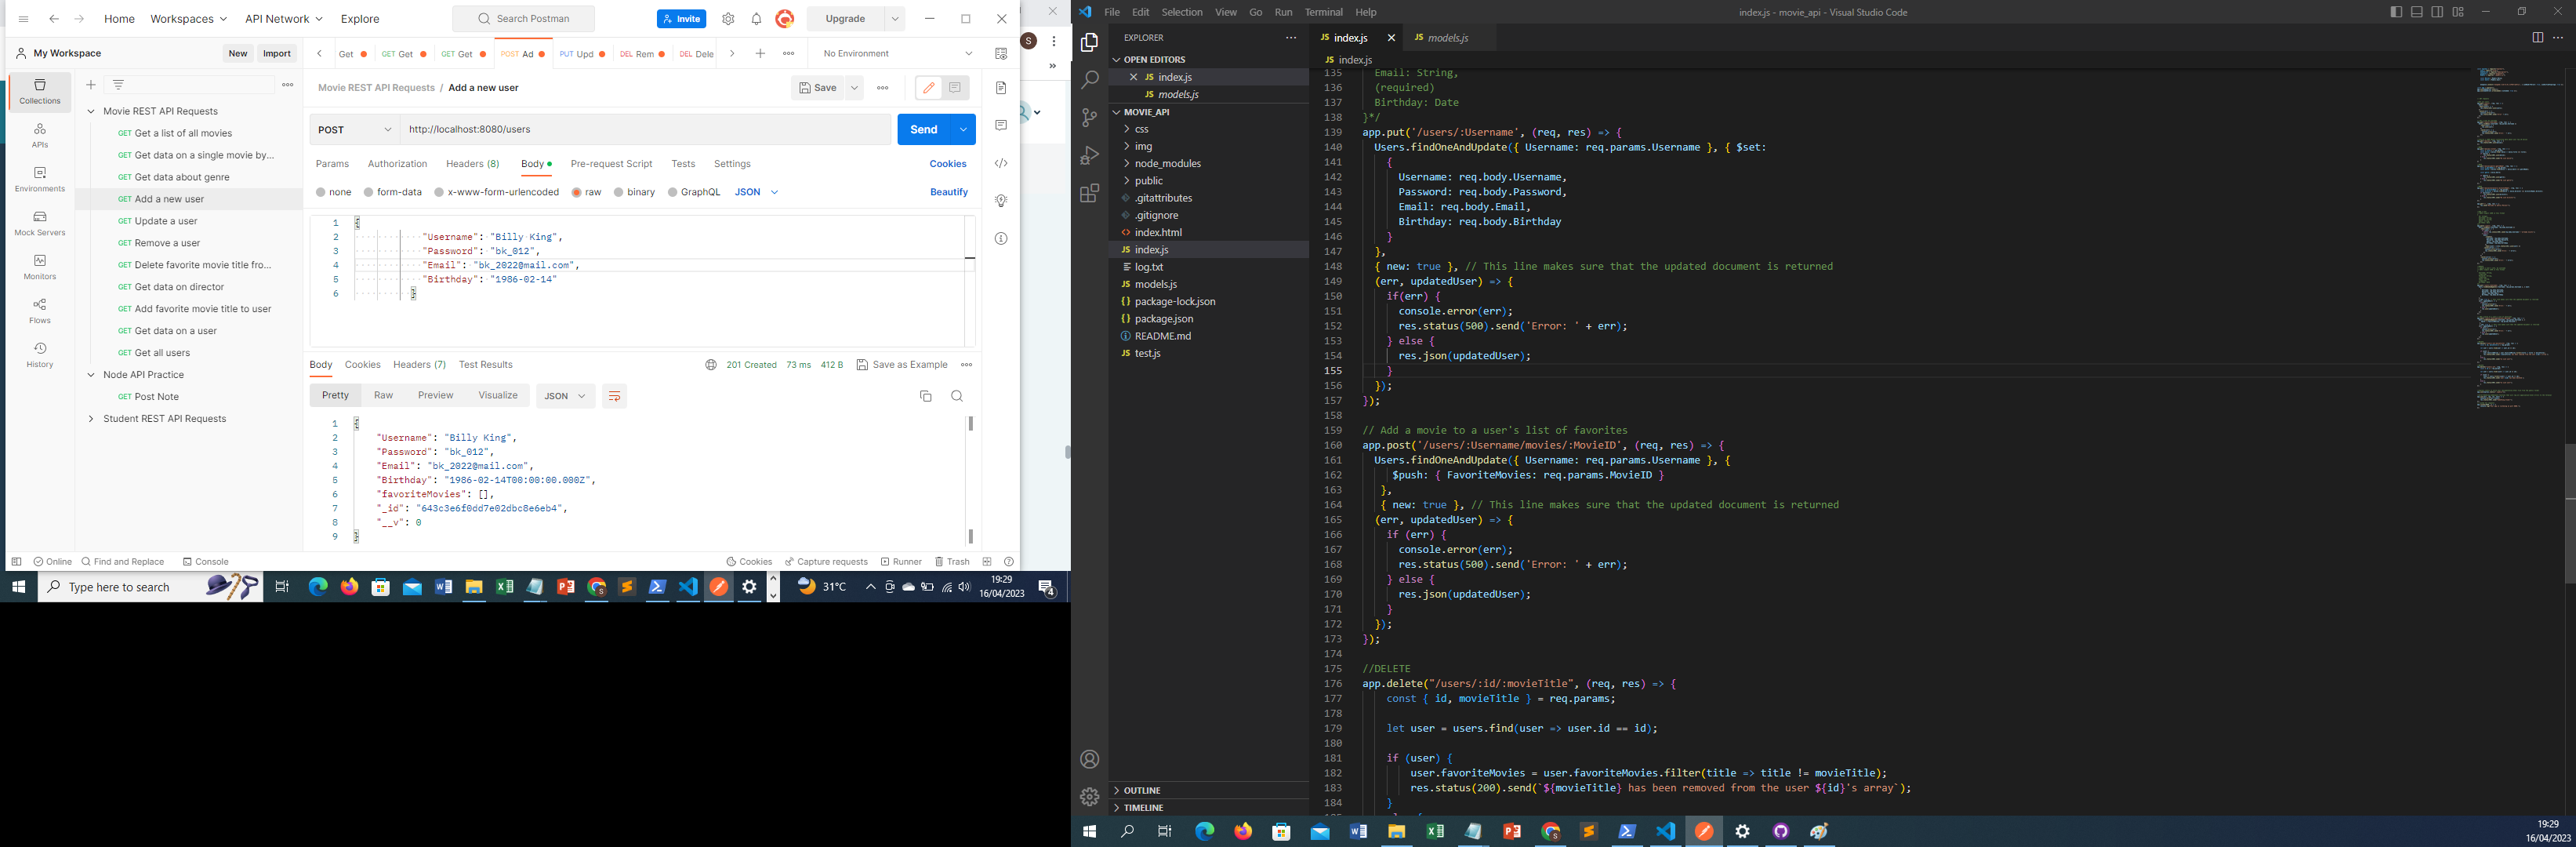 Home Workspaces API Network Explore Search Postman Invite Upgrade
My Workspace New Import Get GET Get GET Get POST Ad PUT Upd DEL Rem DEL Dele No Environment
Collections
APIs
Environments
Mock Servers
Monitors
Flows
History
Movie REST API Requests
GET Get a list of all movies
GET Get data on a single movie by...
GET Get data about genre
GET Add a new user
GET Update a user
GET Remove a user
GET Delete favorite movie title fro...
GET Get data on director
GET Add favorite movie title to user
GET Get data on a user
GET Get all users
Node API Practice
GET Post Note
Student REST API Requests
Movie REST API Requests / Add a new user Save
POST http://localhost:8080/users Send
Params Authorization Headers (8) Body Pre-request Script Tests Settings Cookies
none form-data x-www-form-urlencoded raw binary GraphQL JSON Beautify
1 {
2 "Username": "Billy King",
3 "Password": "bk_012",
4 "Email": "bk_2022@mail.com",
5 "Birthday": "1986-02-14"
6 }
Body Cookies Headers (7) Test Results 201 Created 73 ms 412 B Save as Example
Pretty Raw Preview Visualize JSON
1 {
2 "Username": "Billy King",
3 "Password": "bk_012",
4 "Email": "bk_2022@mail.com",
5 "Birthday": "1986-02-14T00:00:00.000Z",
6 "favoriteMovies": [],
7 "_id": "643c3e6f0dd7e02dbc8e6eb4",
8 "__v": 0
9 }
Online Find and Replace Console Cookies Capture requests Runner Trash
Type here to search 31°C 19:29
16/04/2023 4
S
File Edit Selection View Go Run Terminal Help index.js - movie_api - Visual Studio Code
EXPLORER
OPEN EDITORS
JS index.js
JS models.js
MOVIE_API
css
img
node_modules
public
.gitattributes
.gitignore
index.html
JS index.js
log.txt
JS models.js
{} package-lock.json
{} package.json
README.md
JS test.js
OUTLINE
TIMELINE
JS index.js JS models.js
JS index.js
135 Email: String,
136 (required)
137 Birthday: Date
138 }*/
139 app.put('/users/:Username', (req, res) => {
140 Users.findOneAndUpdate({ Username: req.params.Username }, { $set:
141 {
142 Username: req.body.Username,
143 Password: req.body.Password,
144 Email: req.body.Email,
145 Birthday: req.body.Birthday
146 }
147 },
148 { new: true }, // This line makes sure that the updated document is returned
149 (err, updatedUser) => {
150 if(err) {
151 console.error(err);
152 res.status(500).send('Error: ' + err);
153 } else {
154 res.json(updatedUser);
155 }
156 });
157 });
158
159 // Add a movie to a user's list of favorites
160 app.post('/users/:Username/movies/:MovieID', (req, res) => {
161 Users.findOneAndUpdate({ Username: req.params.Username }, {
162 $push: { FavoriteMovies: req.params.MovieID }
163 },
164 { new: true }, // This line makes sure that the updated document is returned
165 (err, updatedUser) => {
166 if (err) {
167 console.error(err);
168 res.status(500).send('Error: ' + err);
169 } else {
170 res.json(updatedUser);
171 }
172 });
173 });
174
175 //DELETE
176 app.delete("/users/:id/:movieTitle", (req, res) => {
177 const { id, movieTitle } = req.params;
178
179 let user = users.find(user => user.id == id);
180
181 if (user) {
182 user.favoriteMovies = user.favoriteMovies.filter(title => title != movieTitle);
183 res.status(200).send(`${movieTitle} has been removed from the user ${id}'s array`);
184 }
19:29
16/04/2023